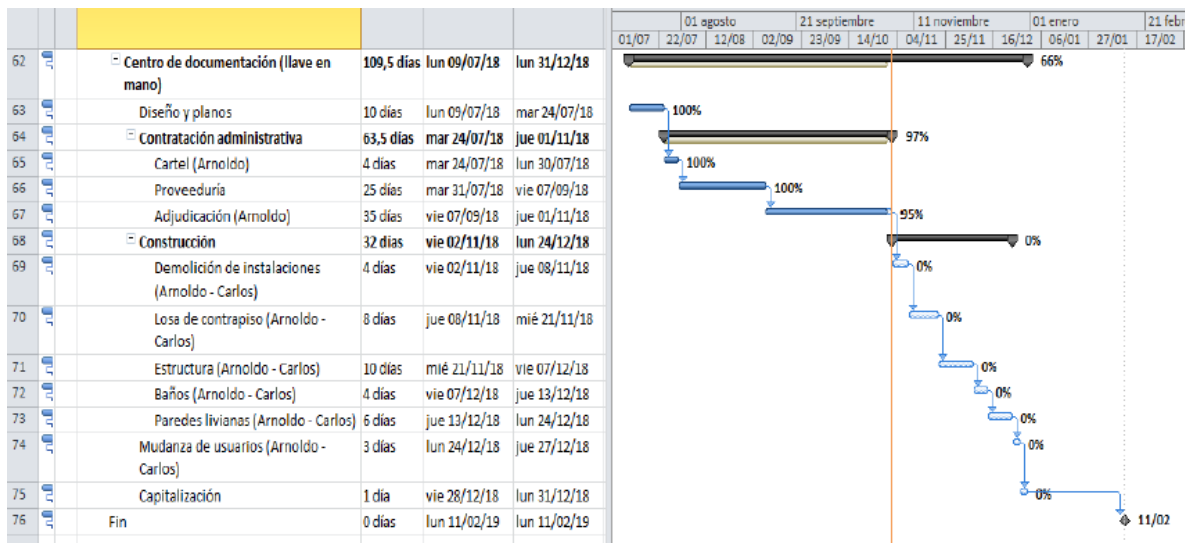 01 agosto 21 septiembre 11 noviembre 01 enero 21 febr
01/07 22/07 12/08 02/09 23/09 14/10 04/11 25/11 16/12 06/01 27/01 17/02
62 Centro de documentación (llave en 109,5 días lun 09/07/18 lun 31/12/18 66%
mano)
63 Diseño y planos 10 días lun 09/07/18 mar 24/07/18 100%
64 Contratación administrativa 63,5 días mar 24/07/18 jue 01/11/18 97%
65 Cartel (Arnoldo) 4 días mar 24/07/18 lun 30/07/18 100%
66 Proveeduría 25 días mar 31/07/18 vie 07/09/18 100%
67 Adjudicación (Arnoldo) 35 días vie 07/09/18 jue 01/11/18 95%
68 Construcción 32 días vie 02/11/18 lun 24/12/18 0%
69 Demolición de instalaciones 4 días vie 02/11/18 jue 08/11/18 0%
(Arnoldo - Carlos)
70 Losa de contrapiso (Arnoldo - 8 días jue 08/11/18 mié 21/11/18 0%
Carlos)
71 Estructura (Arnoldo - Carlos) 10 días mié 21/11/18 vie 07/12/18 0%
72 Baños (Arnoldo - Carlos) 4 días vie 07/12/18 jue 13/12/18 0%
73 Paredes livianas (Arnoldo - Carlos) 6 días jue 13/12/18 lun 24/12/18 0%
74 Mudanza de usuarios (Arnoldo - 3 días lun 24/12/18 jue 27/12/18 0%
Carlos)
75 Capitalización 1 día vie 28/12/18 lun 31/12/18 0%
76 Fin 0 días lun 11/02/19 lun 11/02/19 11/02